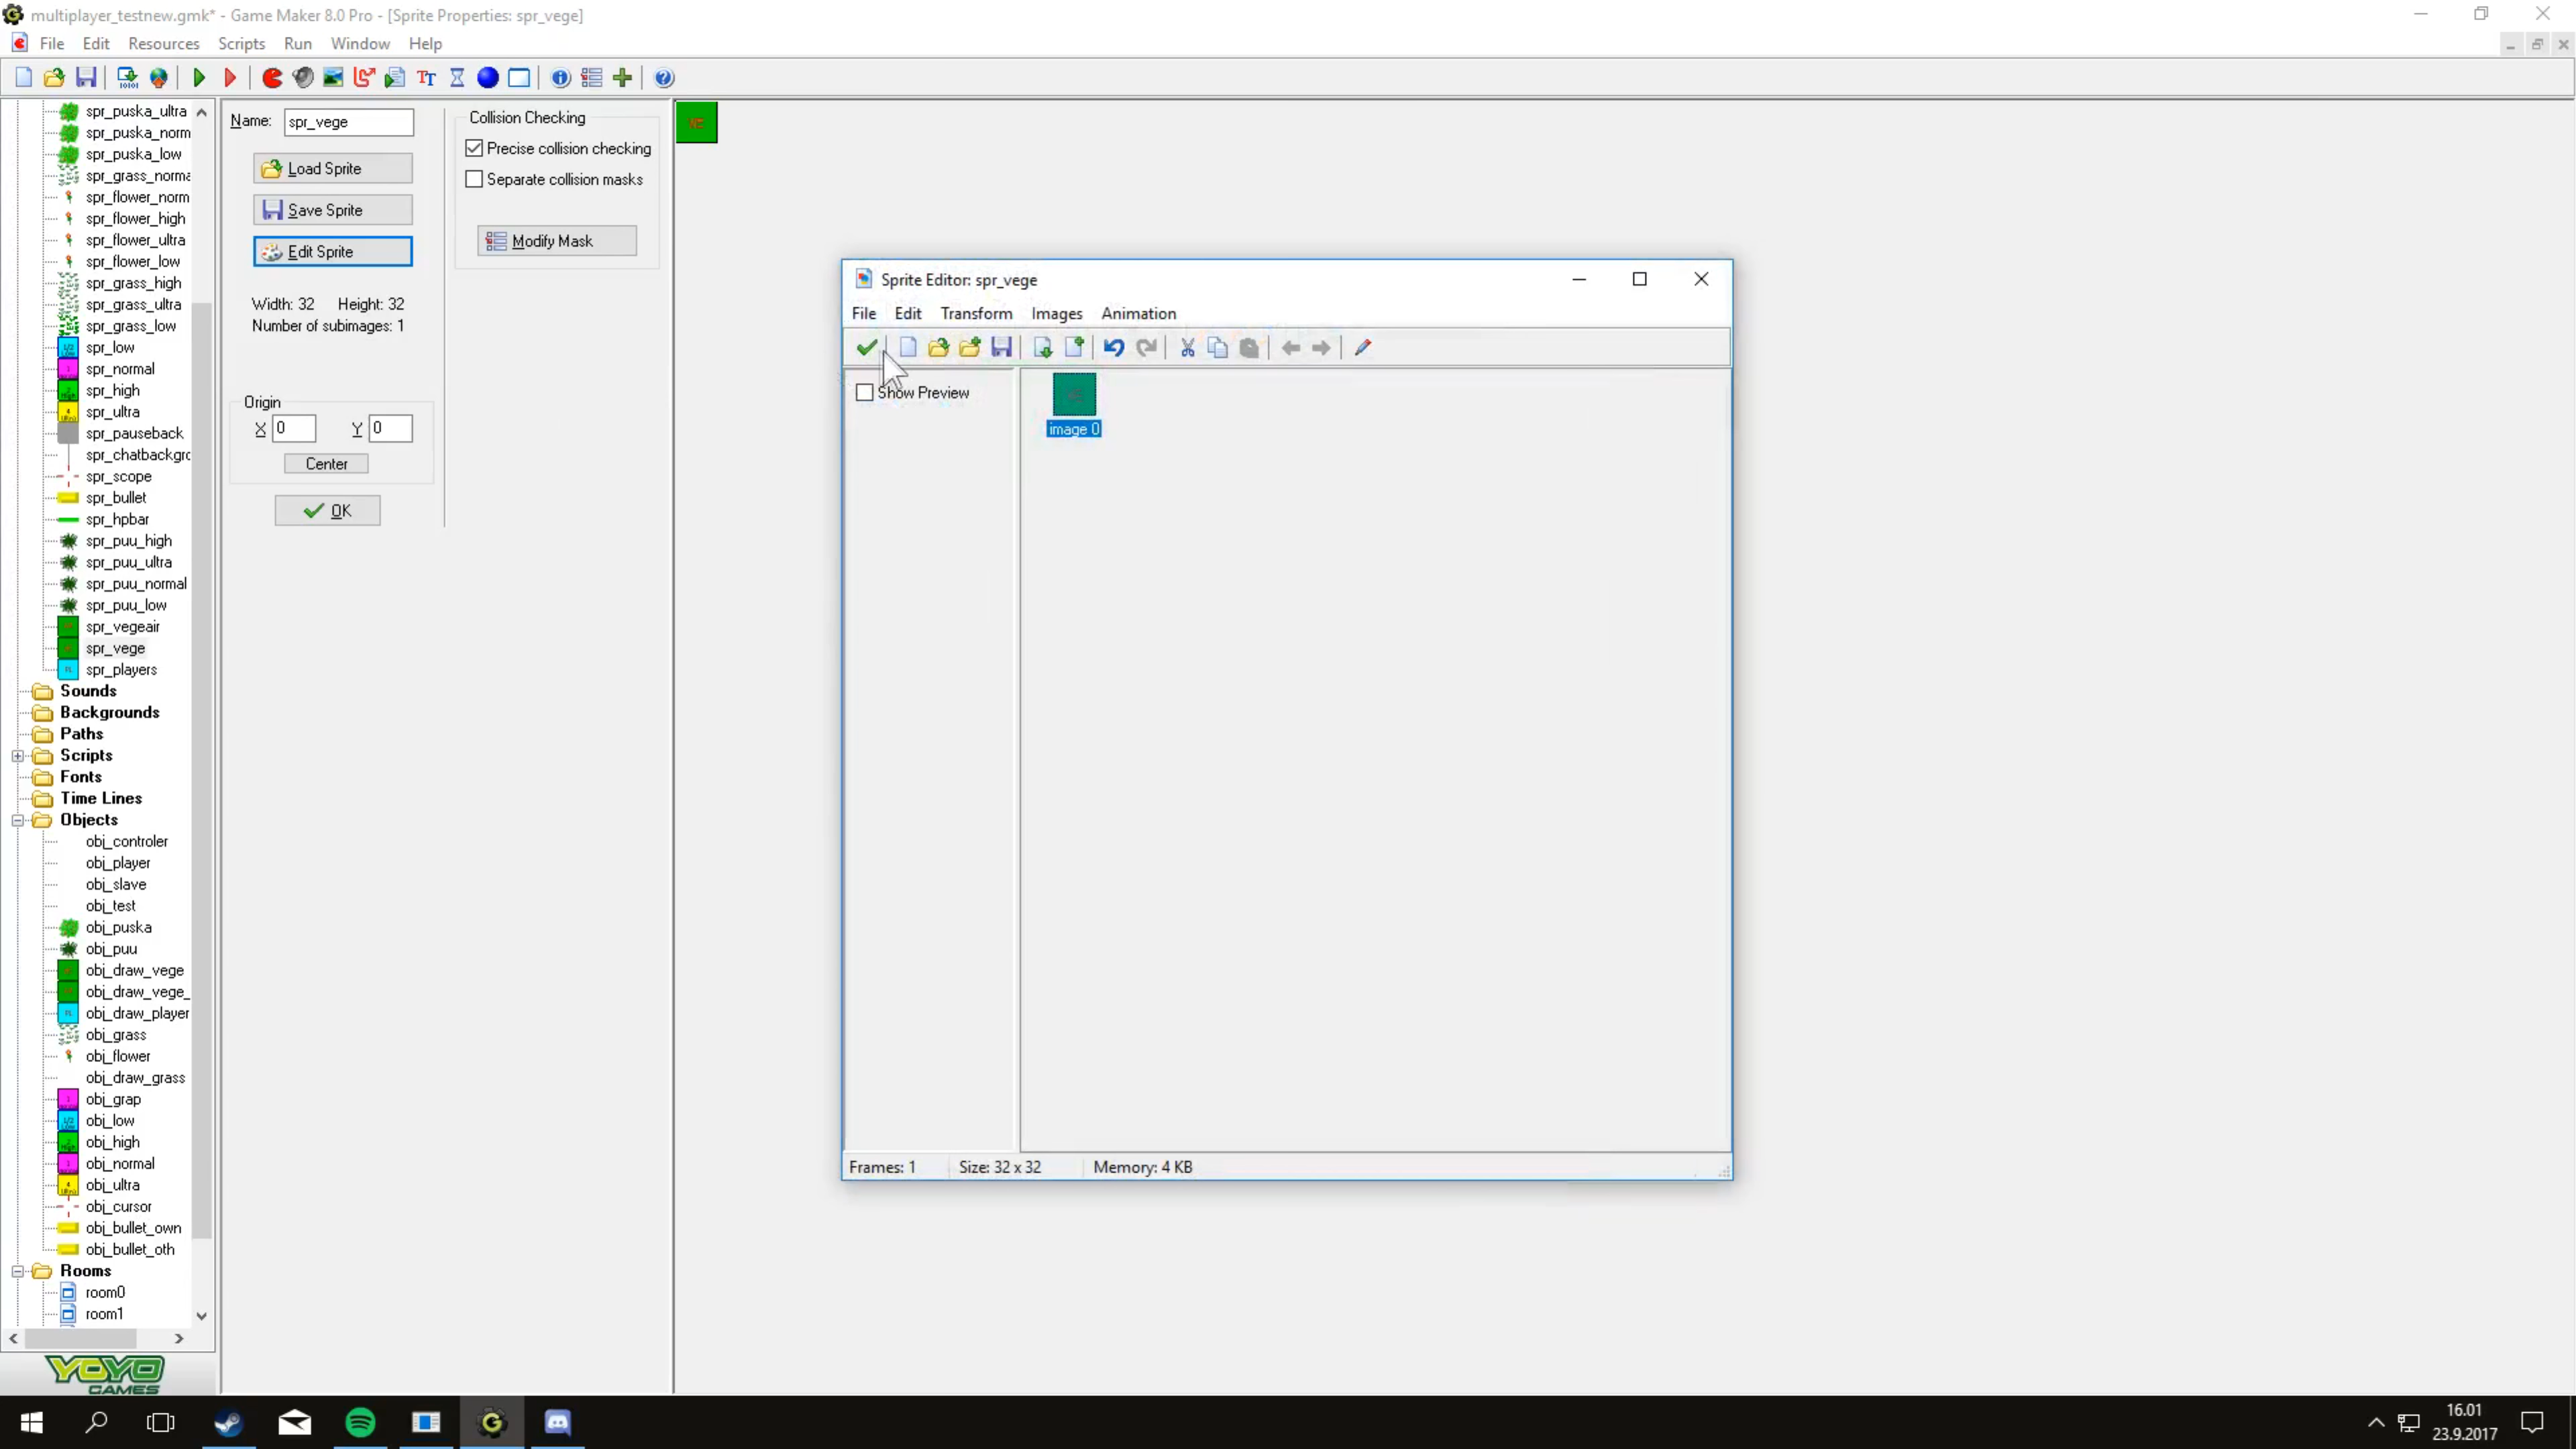 multiplayer_testnew.gmk* - Game Maker 8.0 Pro - [Sprite Properties: spr_vege]
File Edit Resources Scripts Run Window Help
spr_puska_ultra
spr_puska_norm
spr_puska_low
spr_grass_norma
spr_flower_norm
spr_flower_high
spr_flower_ultra
spr_flower_low
spr_grass_high
spr_grass_ultra
spr_grass_low
spr_low
spr_normal
spr_high
spr_ultra
spr_pauseback
spr_chatbackgrc
spr_scope
spr_bullet
spr_hpbar
spr_puu_high
spr_puu_ultra
spr_puu_normal
spr_puu_low
spr_vegeair
spr_vege
spr_players
Sounds
Backgrounds
Paths
Scripts
Fonts
Time Lines
Objects
obj_controler
obj_player
obj_slave
obj_test
obj_puska
obj_puu
obj_draw_vege
obj_draw_vege_
obj_draw_player
obj_grass
obj_flower
obj_draw_grass
obj_grap
obj_low
obj_high
obj_normal
obj_ultra
obj_cursor
obj_bullet_own
obj_bullet_oth
Rooms
room0
room1
YOYO GAMES
Name: spr_vege
Load Sprite
Save Sprite
Edit Sprite
Width: 32 Height: 32
Number of subimages: 1
Origin
X 0 Y 0
Center
OK
Collision Checking
Precise collision checking
Separate collision masks
Modify Mask
VE
Sprite Editor: spr_vege
File Edit Transform Images Animation
Show Preview
image 0
Frames: 1 Size: 32 x 32 Memory: 4 KB
16.01
23.9.2017